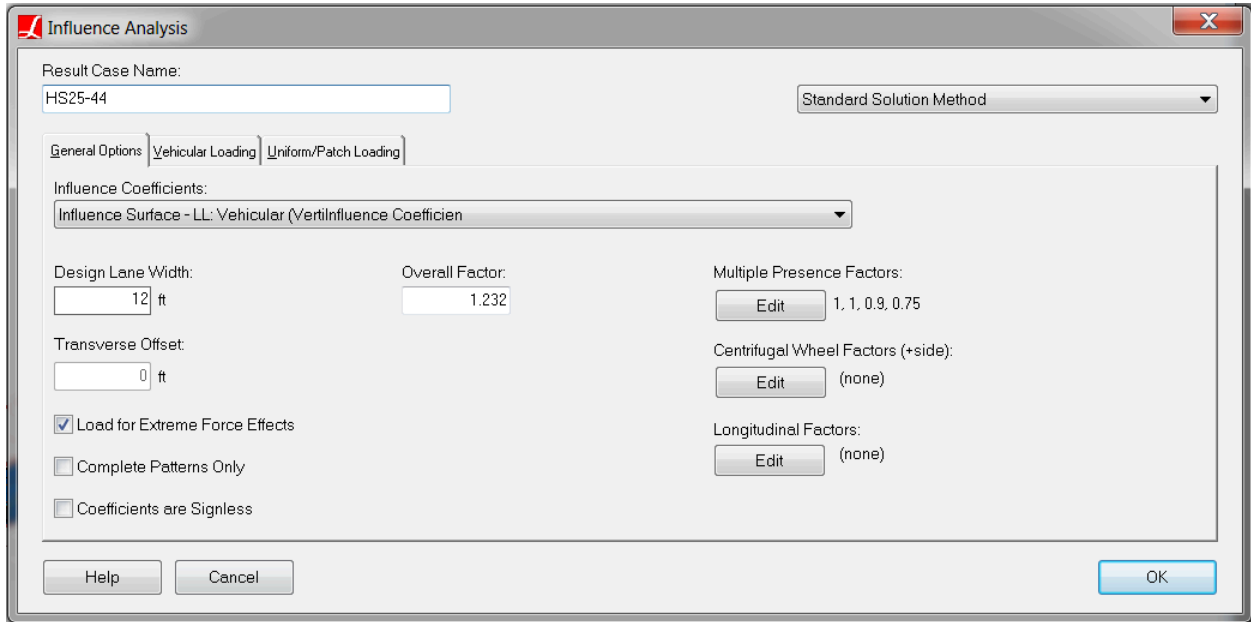 Influence Analysis
Result Case Name:
HS25-44
Standard Solution Method
General Options
Vehicular Loading
Uniform/Patch Loading
Influence Coefficients:
Influence Surface - LL: Vehicular (VertiInfluence Coefficien
Design Lane Width:
Overall Factor:
Multiple Presence Factors:
12 ft
1.232
Edit
1, 1, 0.9, 0.75
Transverse Offset:
Centrifugal Wheel Factors (+side):
0 ft
Edit
(none)
Load for Extreme Force Effects
Longitudinal Factors:
Edit
(none)
Complete Patterns Only
Coefficients are Signless
Help
Cancel
OK